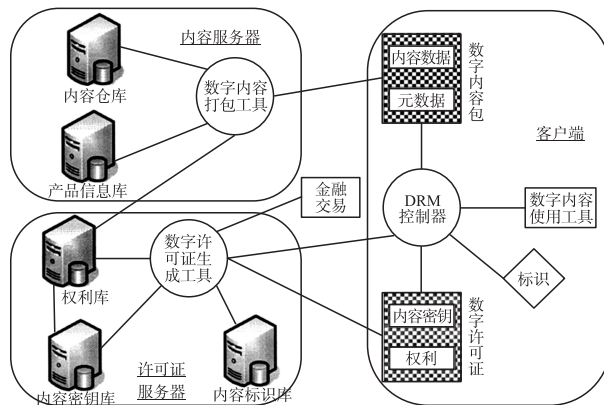 内容服务器
内容仓库
数字内容
打包工具
产品信息库
内容数据
元数据
数字内容包
客户端
金融
交易
DRM
控制器
数字内容
使用工具
标识
数字许可证生
成工具
权利库
内容密钥库
许可证
服务器
内容标识库
内容密钥
权利
数字许可证